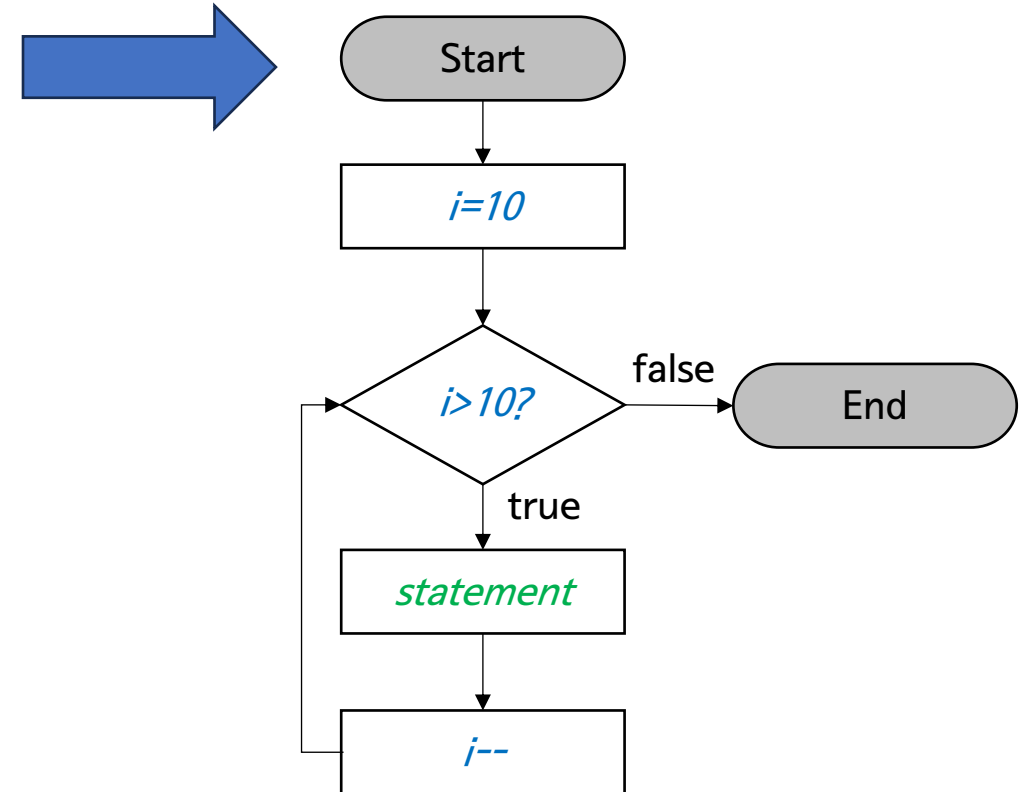 Start
i=10
i>10?
false
End
true
statement
i--